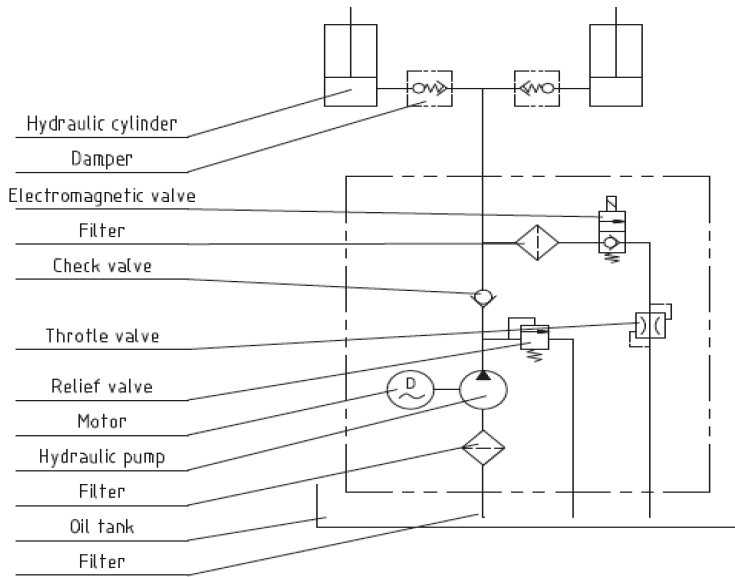 Hydraulic cylinder
Damper
Electromagnetic valve
Filter
Check valve
Throtle valve
Relief valve
D
Motor
Hydraulic pump
Filter
Oil tank
Filter